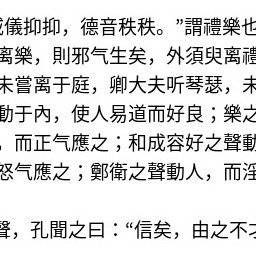 威儀抑抑，德音秩秩。”謂禮樂也
离樂，則邪气生矣，外須臾离禮
未嘗离于庭，卿大夫听琴瑟，未
動于內，使人易道而好良；樂之
，而正气應之；和成容好之聲動
怒气應之；鄭衛之聲動人，而淫
聲，孔聞之曰：“信矣，由之不才